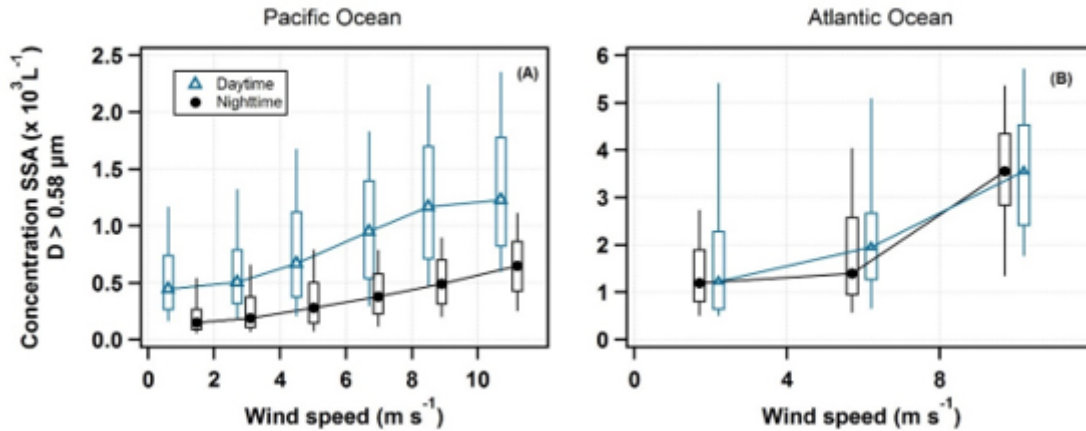 Pacific Ocean
Atlantic Ocean
Concentration SSA (x 10³ L⁻¹)
D > 0.58 µm
2.5
2.0
1.5
1.0
0.5
0.0
Daytime
Nighttime
(A)
0 2 4 6 8 10
Wind speed (m s⁻¹)
6
5
4
3
2
1
0
(B)
0 4 8
Wind speed (m s⁻¹)